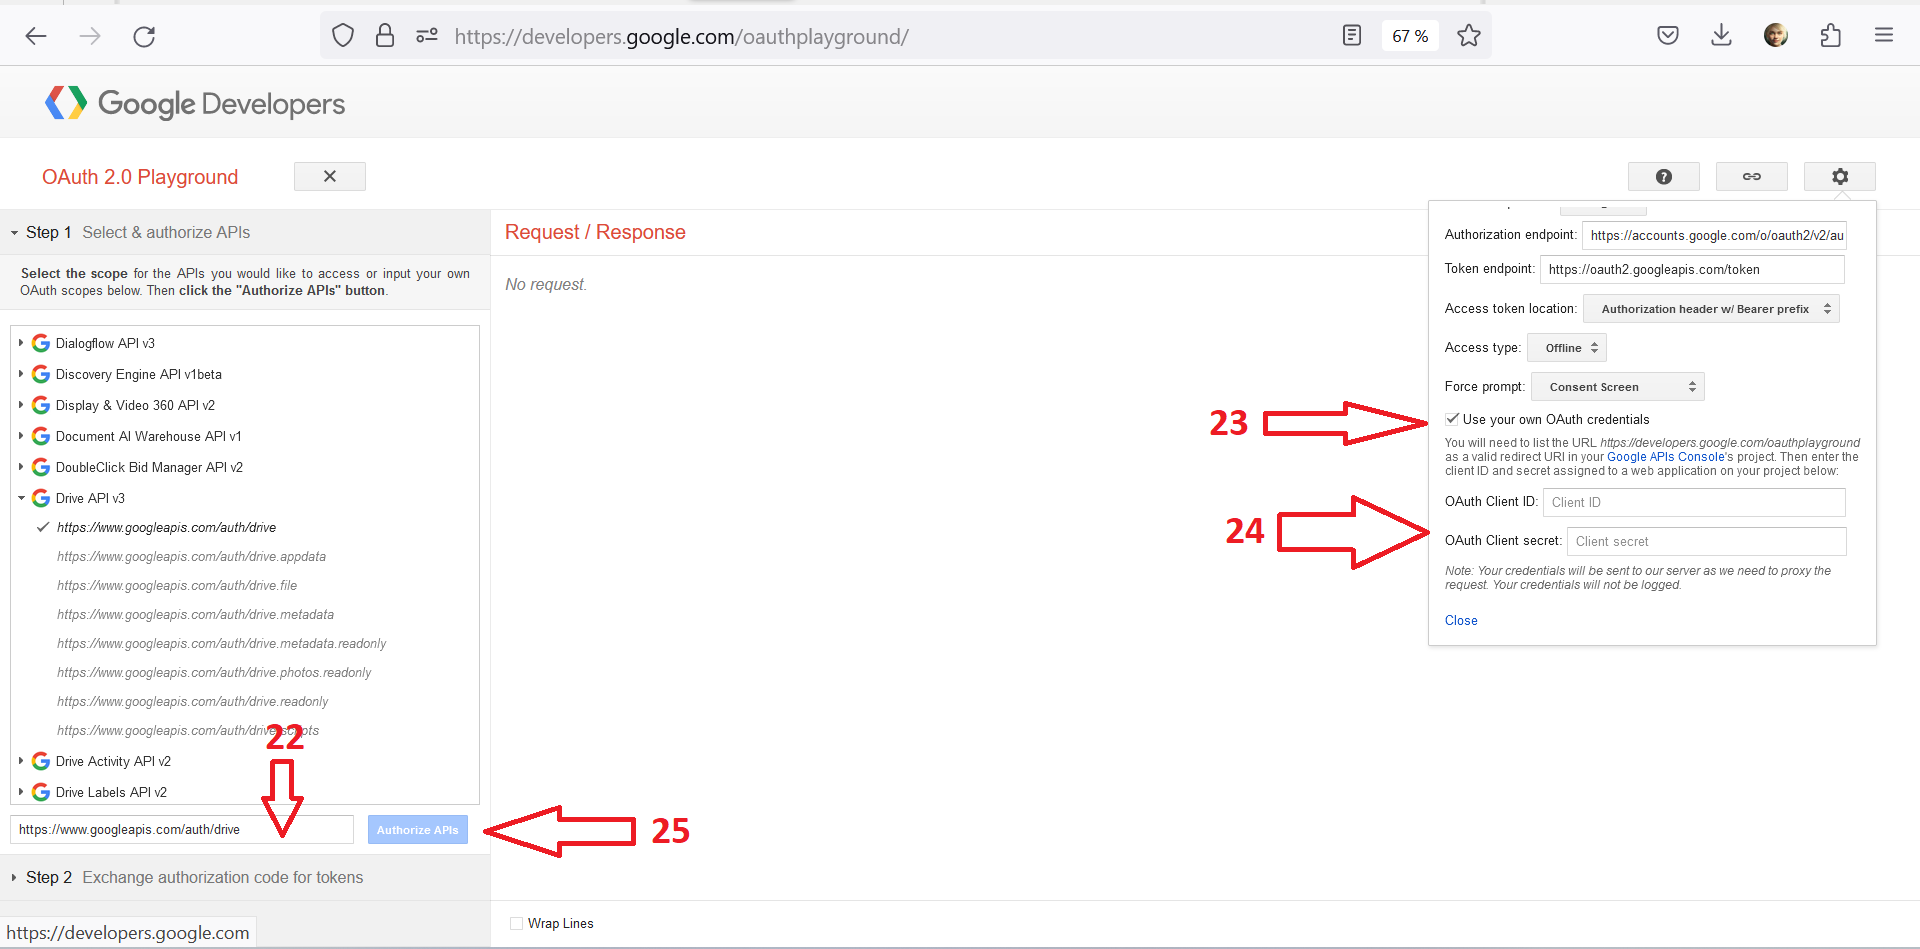 https://developers.google.com/oauthplayground/
67 %
Google Developers
OAuth 2.0 Playground
Step 1 Select & authorize APIs
Select the scope for the APIs you would like to access or input your own
OAuth scopes below. Then click the "Authorize APIs" button.
Dialogflow API v3
Discovery Engine API v1beta
Display & Video 360 API v2
Document AI Warehouse API v1
DoubleClick Bid Manager API v2
Drive API v3
https://www.googleapis.com/auth/drive
https://www.googleapis.com/auth/drive.appdata
https://www.googleapis.com/auth/drive.file
https://www.googleapis.com/auth/drive.metadata
https://www.googleapis.com/auth/drive.metadata.readonly
https://www.googleapis.com/auth/drive.photos.readonly
https://www.googleapis.com/auth/drive.readonly
https://www.googleapis.com/auth/drive.scripts
22
Drive Activity API v2
Drive Labels API v2
https://www.googleapis.com/auth/drive
Authorize APIs
25
Step 2 Exchange authorization code for tokens
https://developers.google.com
Request / Response
No request.
Wrap Lines
Authorization endpoint: https://accounts.google.com/o/oauth2/v2/au
Token endpoint: https://oauth2.googleapis.com/token
Access token location: Authorization header w/ Bearer prefix
Access type: Offline
Force prompt: Consent Screen
23
Use your own OAuth credentials
You will need to list the URL https://developers.google.com/oauthplayground
as a valid redirect URI in your Google APIs Console's project. Then enter the
client ID and secret assigned to a web application on your project below:
OAuth Client ID: Client ID
24
OAuth Client secret: Client secret
Note: Your credentials will be sent to our server as we need to proxy the
request. Your credentials will not be logged.
Close